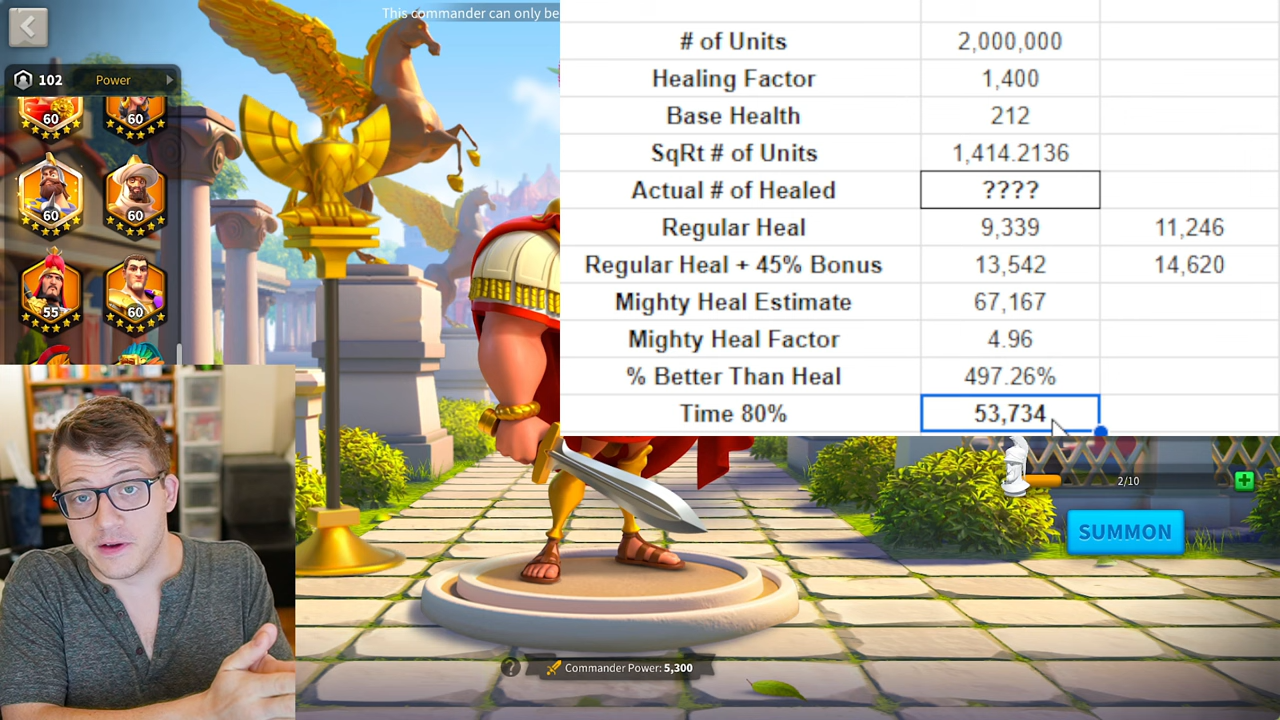 This commander can only be
102 Power
60 60
60 60
55 60
# of Units 2,000,000
Healing Factor 1,400
Base Health 212
SqRt # of Units 1,414.2136
Actual # of Healed ????
Regular Heal 9,339 11,246
Regular Heal + 45% Bonus 13,542 14,620
Mighty Heal Estimate 67,167
Mighty Heal Factor 4.96
% Better Than Heal 497.26%
Time 80% 53,734
2/10
SUMMON
? Commander Power: 5,300